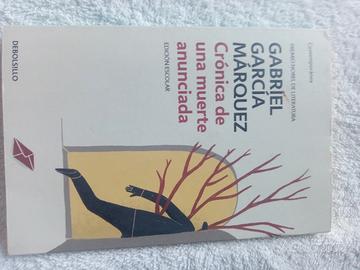 Contemporánea
GABRIEL
GARCÍA
MÁRQUEZ
PREMIO NOBEL DE LITERATURA
Crónica de
una muerte
anunciada
EDICIÓN ESCOLAR
DEBOLSILLO